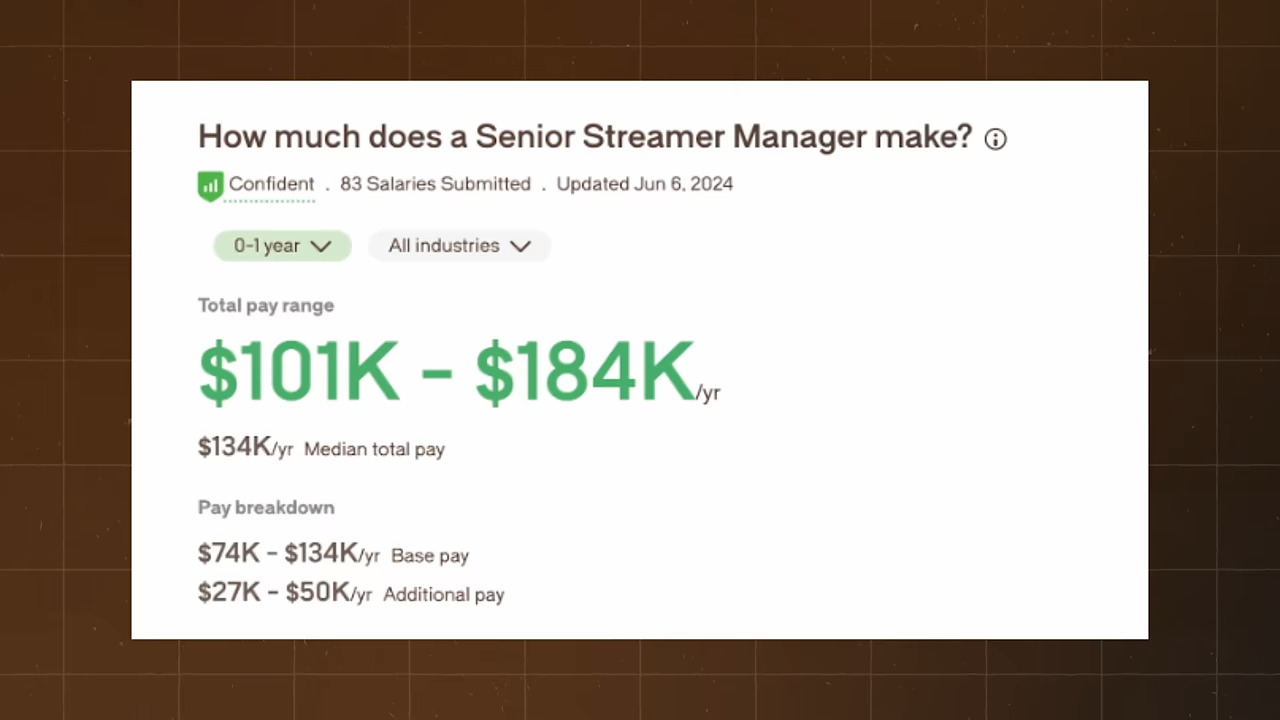 How much does a Senior Streamer Manager make?
Confident . 83 Salaries Submitted . Updated Jun 6, 2024
0-1 year All industries
Total pay range
$101K - $184K/yr
$134K/yr Median total pay
Pay breakdown
$74K - $134K/yr Base pay
$27K - $50K/yr Additional pay